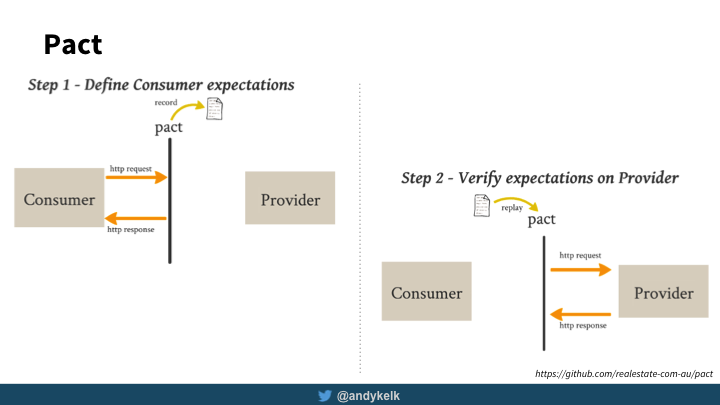 Pact
Step 1 - Define Consumer expectations
record
pact
http request
Consumer
http response
Provider
Step 2 - Verify expectations on Provider
replay
pact
http request
Consumer
Provider
http response
https://github.com/realestate-com-au/pact
@andykelk